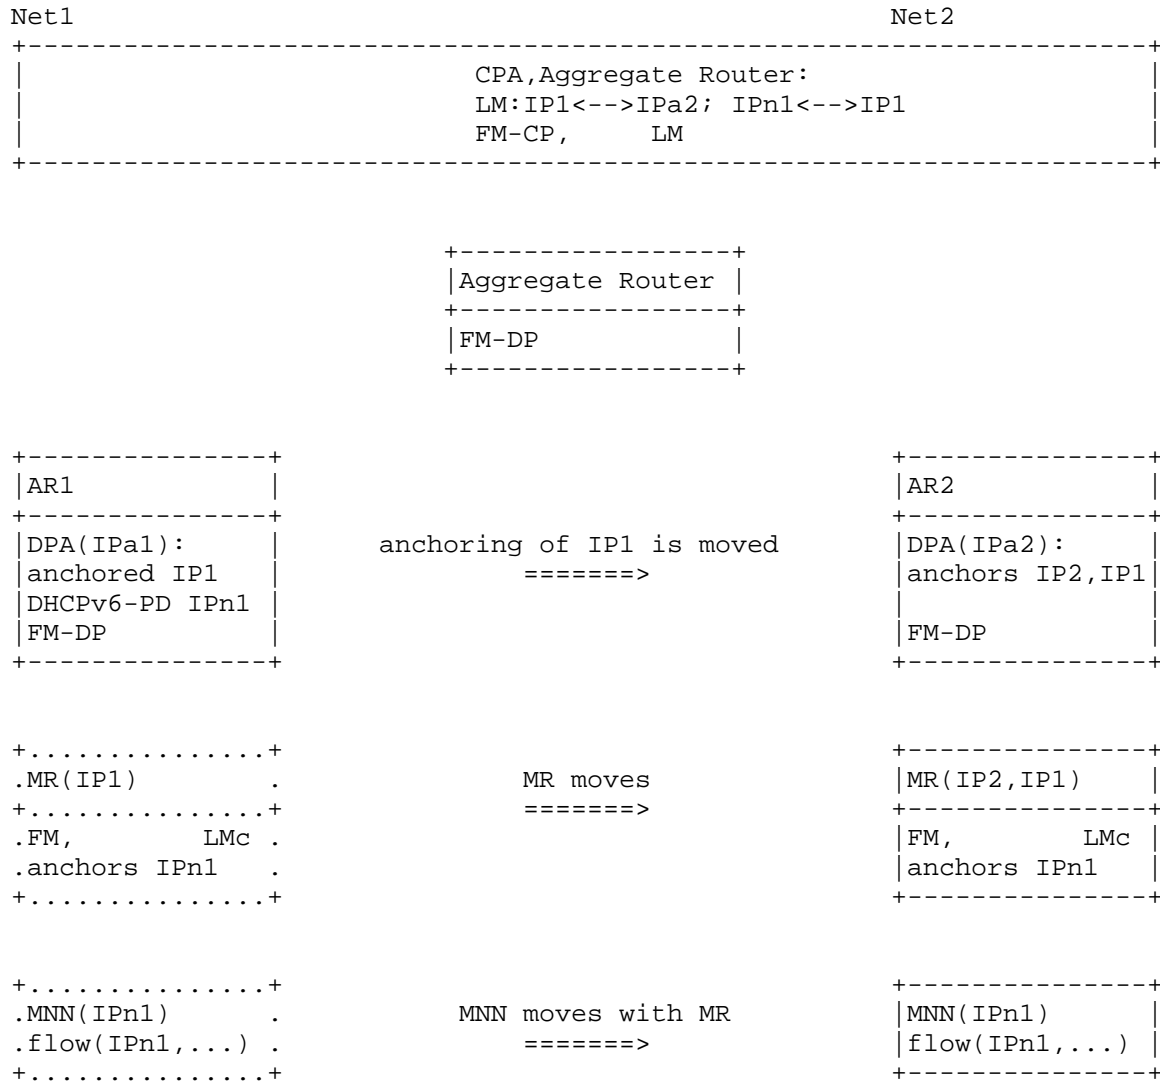 Net1 Net2
+----------------------------------------------------------------------+
| CPA,Aggregate Router: |
| LM:IP1<-->IPa2; IPn1<-->IP1 |
| FM-CP, LM |
+----------------------------------------------------------------------+
+-----------------+
|Aggregate Router |
+-----------------+
|FM-DP |
+-----------------+
+---------------+ +---------------+
|AR1 | |AR2 |
+---------------+ +---------------+
|DPA(IPa1): | anchoring of IP1 is moved |DPA(IPa2): |
|anchored IP1 | =======> |anchors IP2,IP1|
|DHCPv6-PD IPn1 | | |
|FM-DP | |FM-DP |
+---------------+ +---------------+
+...............+ +---------------+
.MR(IP1) . MR moves |MR(IP2,IP1) |
+...............+ =======> +---------------+
.FM, LMc . |FM, LMc |
.anchors IPn1 . |anchors IPn1 |
+...............+ +---------------+
+...............+ +---------------+
.MNN(IPn1) . MNN moves with MR |MNN(IPn1) |
.flow(IPn1,...) . =======> |flow(IPn1,...) |
+...............+ +---------------+